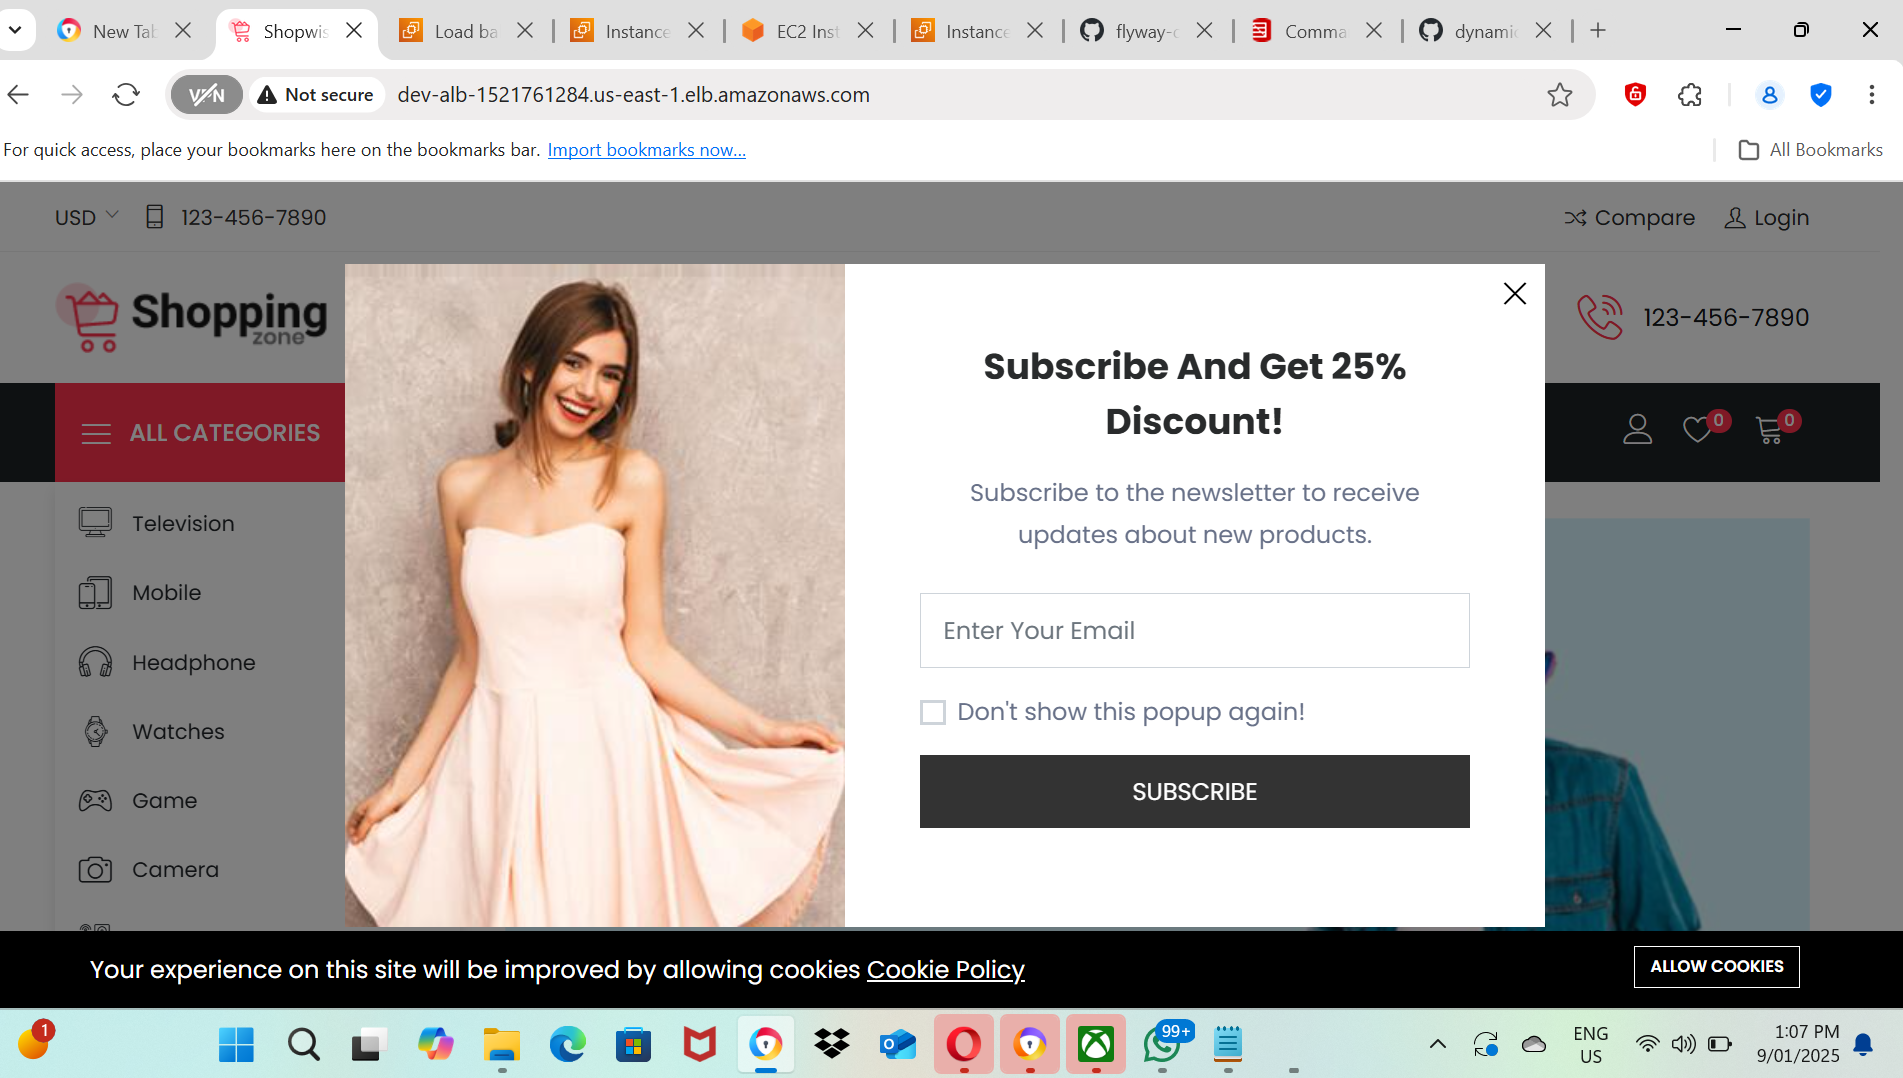 New Tab
Shopwis
Load ba
Instance
EC2 Inst
Instance
flyway-c
Comma
dynamic
VPN
Not secure
dev-alb-1521761284.us-east-1.elb.amazonaws.com
For quick access, place your bookmarks here on the bookmarks bar. Import bookmarks now...
All Bookmarks
USD
123-456-7890
Compare
Login
Shopping
zone
123-456-7890
ALL CATEGORIES
0
0
Television
Mobile
Headphone
Watches
Game
Camera
Subscribe And Get 25%
Discount!
Subscribe to the newsletter to receive
updates about new products.
Enter Your Email
Don't show this popup again!
SUBSCRIBE
Your experience on this site will be improved by allowing cookies Cookie Policy
ALLOW COOKIES
1
99+
ENG
US
1:07 PM
9/01/2025